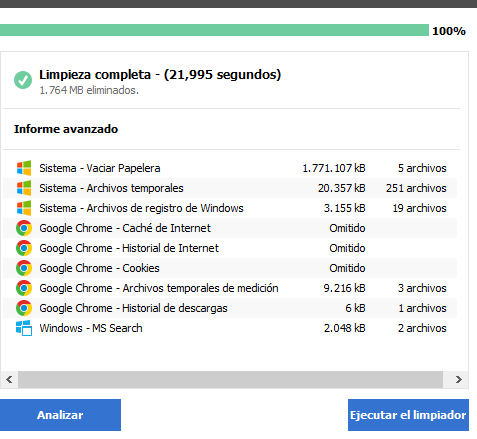 100%
Limpieza completa - (21,995 segundos)
1.764 MB eliminados.
Informe avanzado
Sistema - Vaciar Papelera 1.771.107 kB 5 archivos
Sistema - Archivos temporales 20.357 kB 251 archivos
Sistema - Archivos de registro de Windows 3.155 kB 19 archivos
Google Chrome - Caché de Internet Omitido
Google Chrome - Historial de Internet Omitido
Google Chrome - Cookies Omitido
Google Chrome - Archivos temporales de medición 9.216 kB 3 archivos
Google Chrome - Historial de descargas 6 kB 1 archivos
Windows - MS Search 2.048 kB 2 archivos
Analizar Ejecutar el limpiador